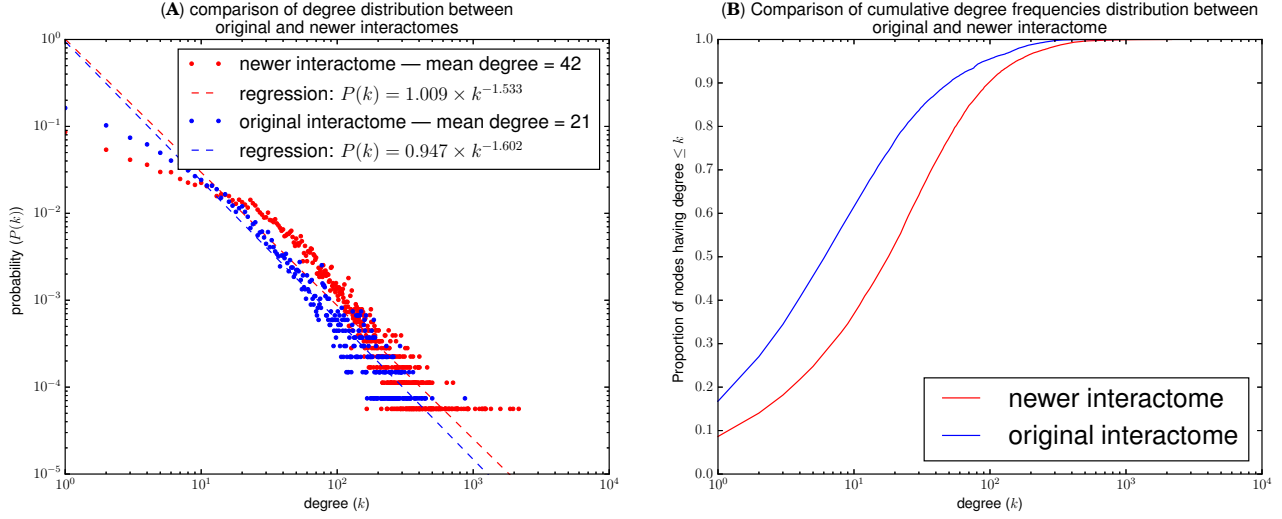 (A) comparison of degree distribution between
original and newer interactomes
10^0
10^{-1}
10^{-2}
10^{-3}
10^{-4}
10^{-5}
probability (P(k))
newer interactome — mean degree = 42
regression: P(k) = 1.009 × k^{-1.533}
original interactome — mean degree = 21
regression: P(k) = 0.947 × k^{-1.602}
10^0 10^1 10^2 10^3 10^4
degree (k)
(B) Comparison of cumulative degree frequencies distribution between
original and newer interactome
1.0
0.9
0.8
0.7
0.6
0.5
0.4
0.3
0.2
0.1
0.0
Proportion of nodes having degree ≤ k
newer interactome
original interactome
10^0 10^1 10^2 10^3 10^4
degree (k)